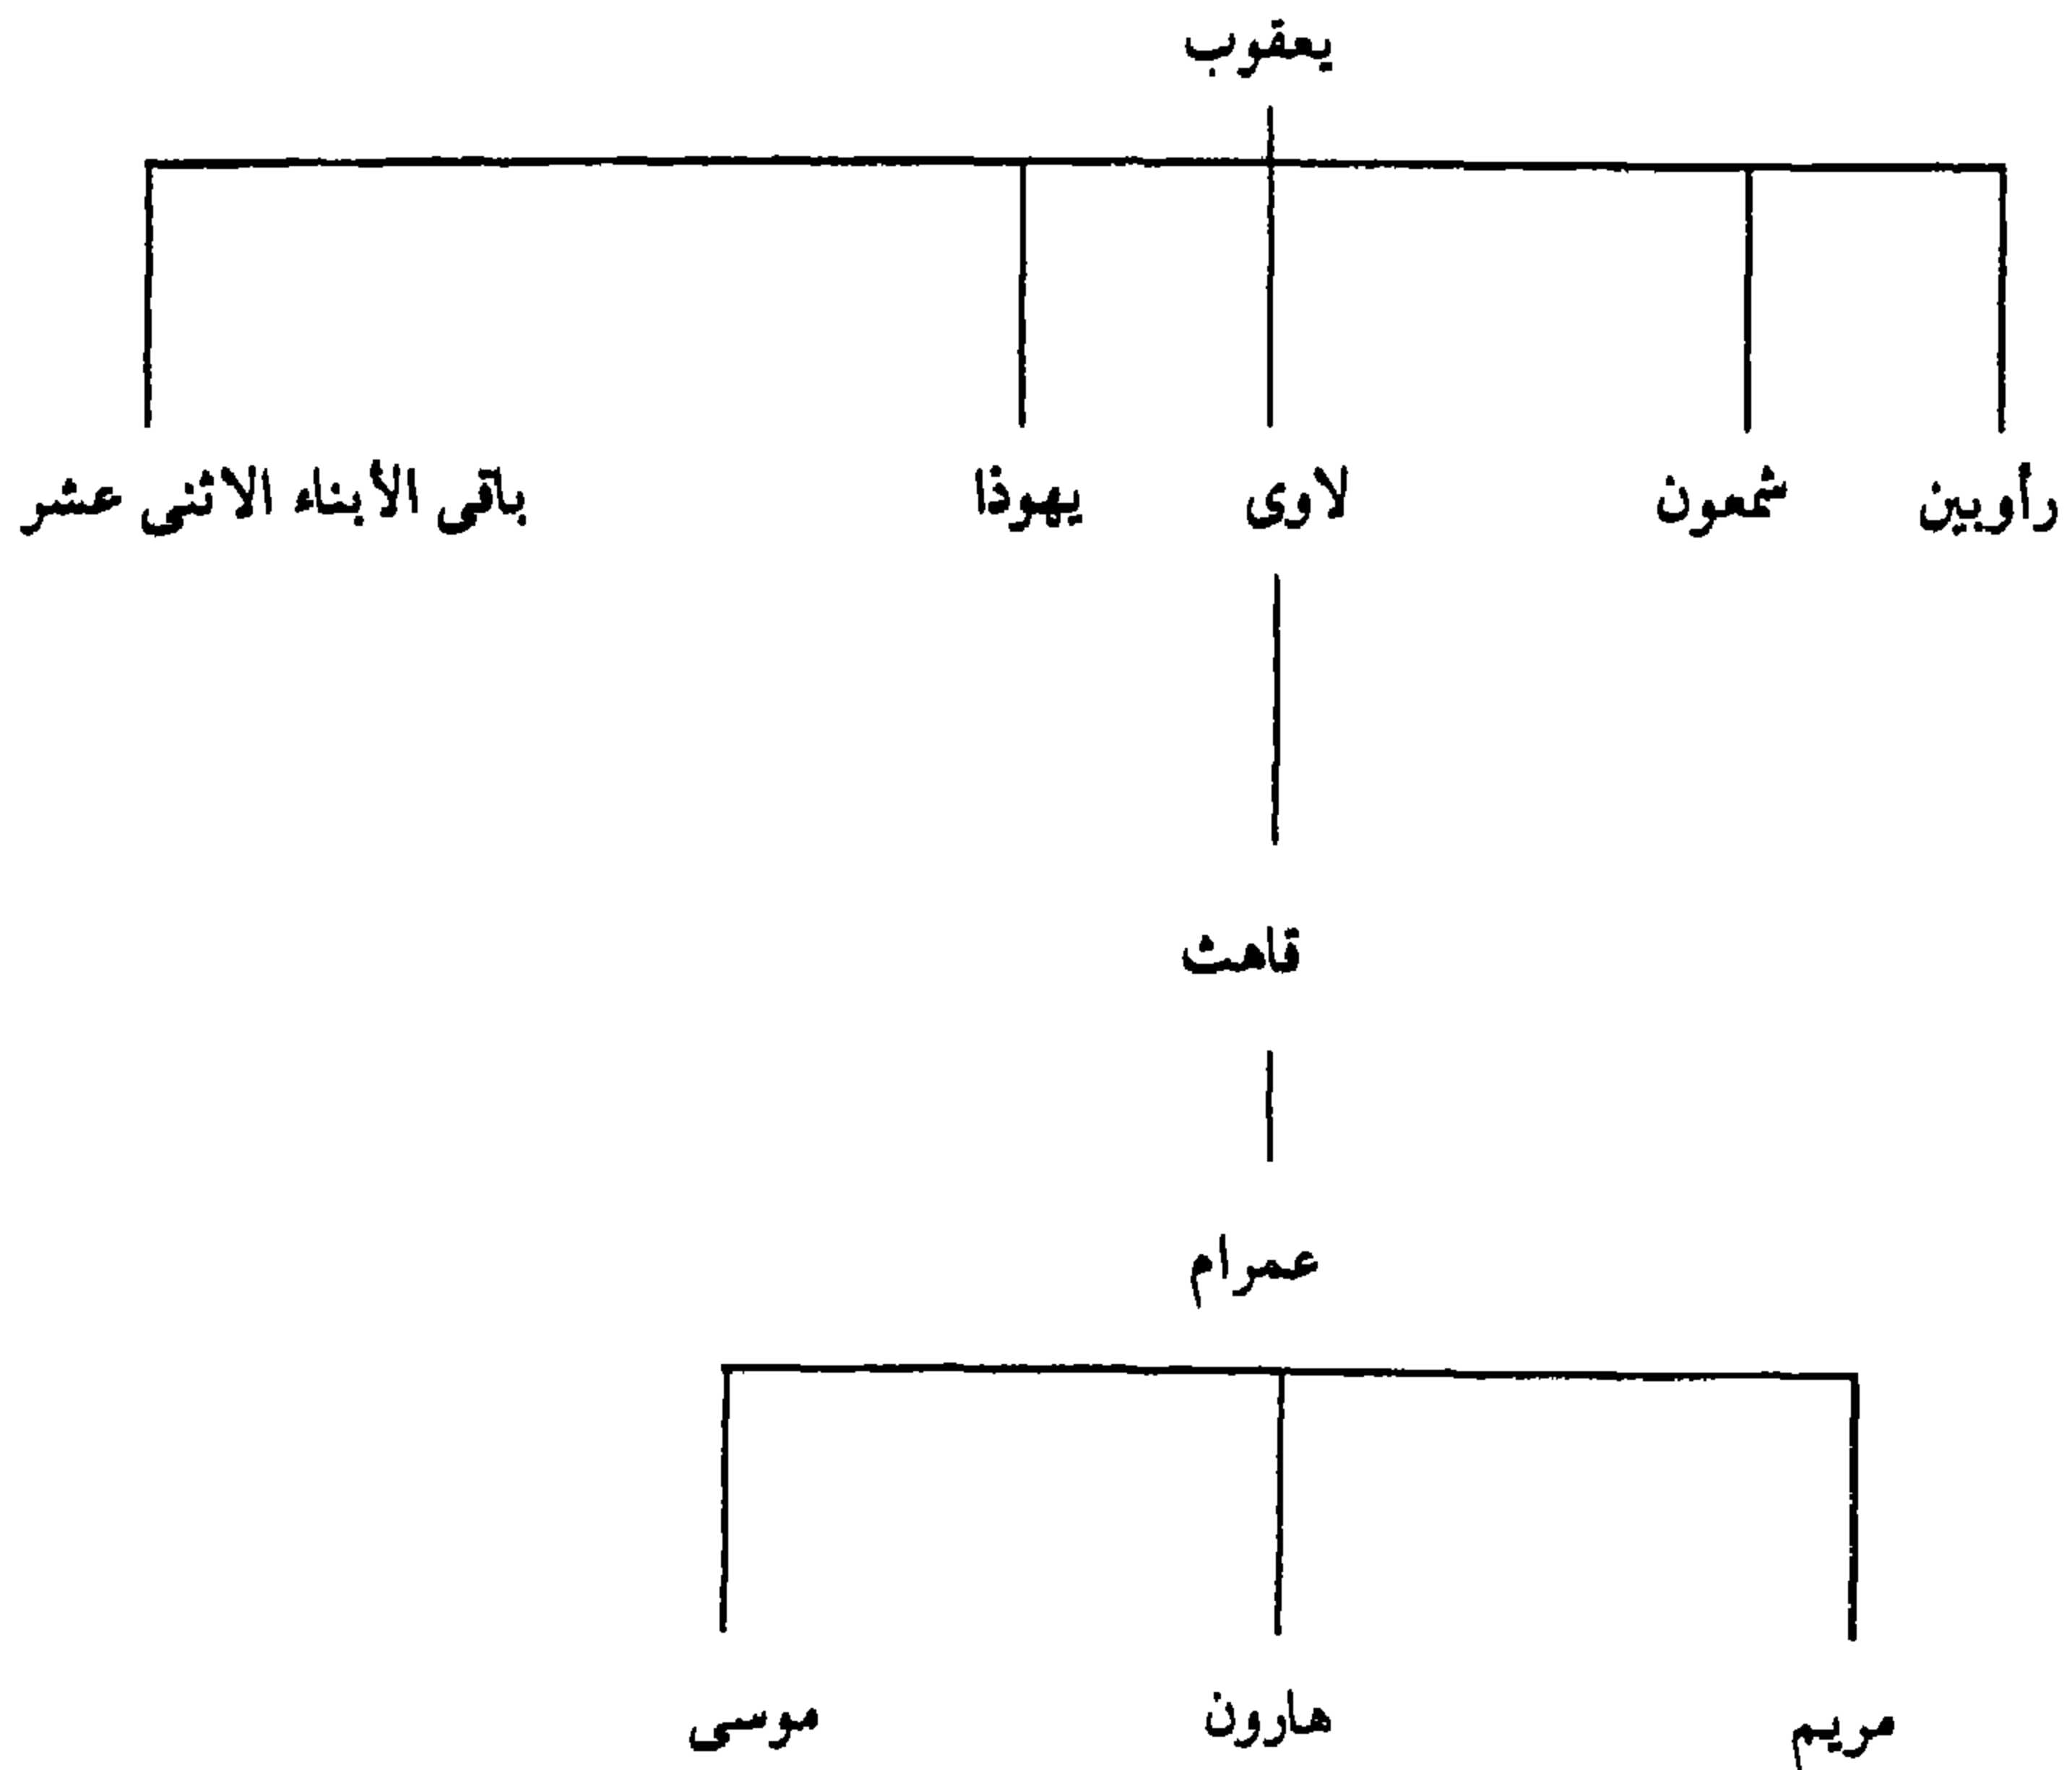 يعقوب
رأوبين شمعون لاوى يهوذا باقى الأبناء الاثنى عشر
قاهث
عمرام
مريم هارون موسى